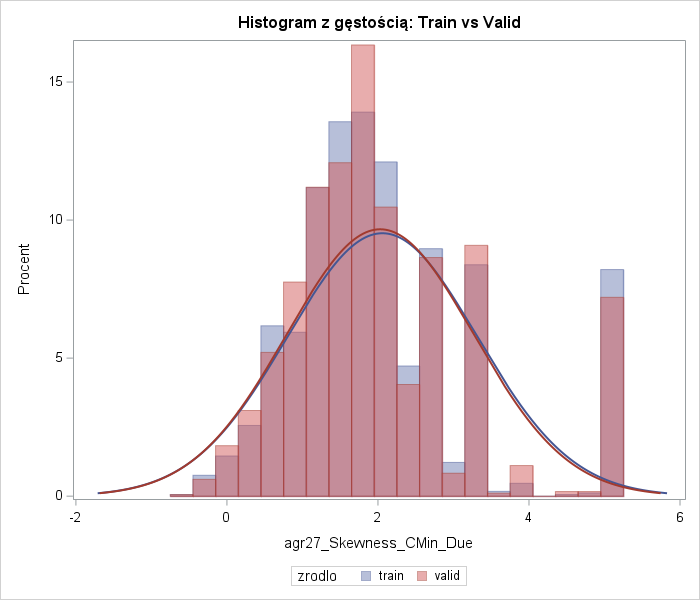 Histogram z gęstością: Train vs Valid
15
10
5
0
Procent
-2 0 2 4 6
agr27_Skewness_CMin_Due
zrodlo train valid